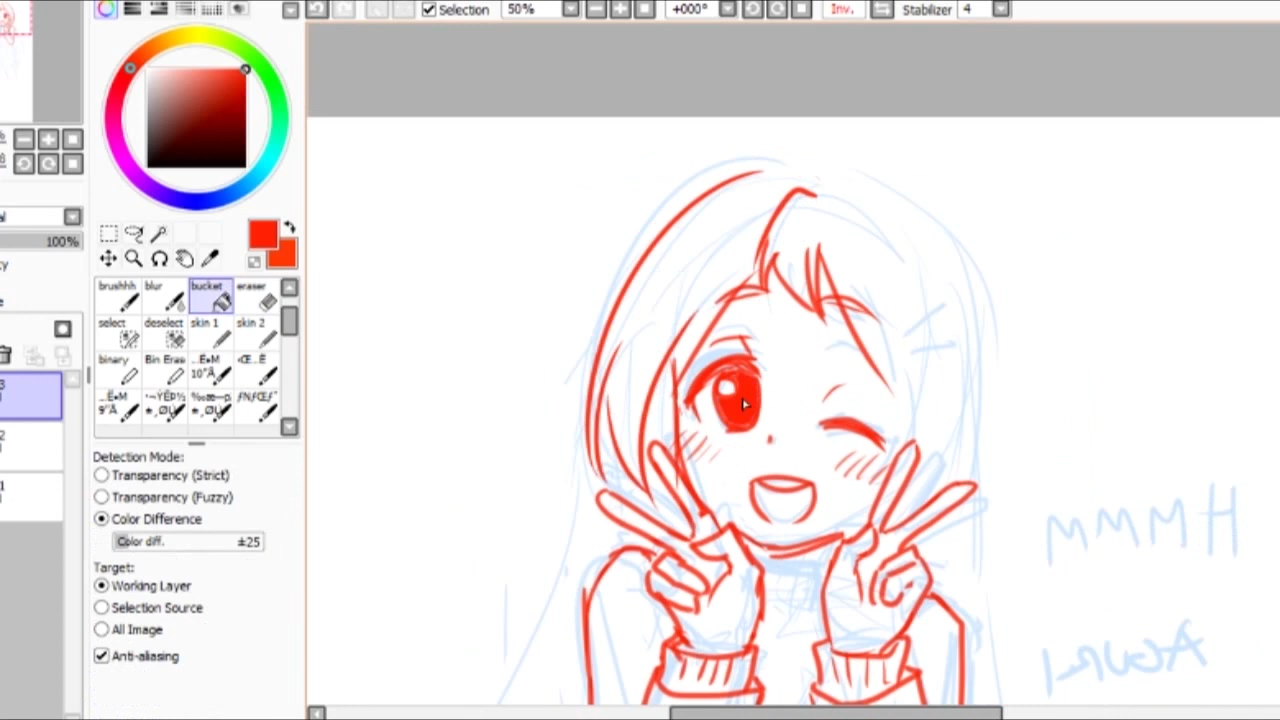 Selection 50% +000° Inv. Stabilizer 4
100%
brushhh blur bucket eraser
select deselect skin 1 skin 2
binary Bin Eras
Detection Mode:
Transparency (Strict)
Transparency (Fuzzy)
Color Difference
Color diff. ±25
Target:
Working Layer
Selection Source
All Image
Anti-aliasing
MMMH